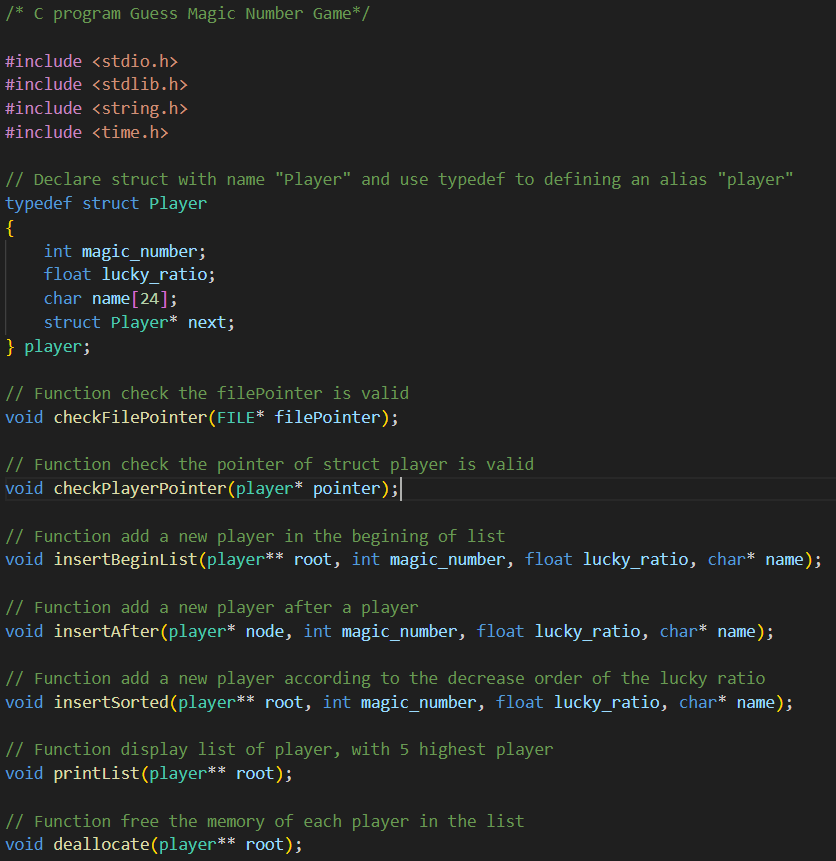 /* C program Guess Magic Number Game*/
#include <stdio.h>
#include <stdlib.h>
#include <string.h>
#include <time.h>
// Declare struct with name "Player" and use typedef to defining an alias "player"
typedef struct Player
{
    int magic_number;
    float lucky_ratio;
    char name[24];
    struct Player* next;
} player;
// Function check the filePointer is valid
void checkFilePointer(FILE* filePointer);
// Function check the pointer of struct player is valid
void checkPlayerPointer(player* pointer);
// Function add a new player in the begining of list
void insertBeginList(player** root, int magic_number, float lucky_ratio, char* name);
// Function add a new player after a player
void insertAfter(player* node, int magic_number, float lucky_ratio, char* name);
// Function add a new player according to the decrease order of the lucky ratio
void insertSorted(player** root, int magic_number, float lucky_ratio, char* name);
// Function display list of player, with 5 highest player
void printList(player** root);
// Function free the memory of each player in the list
void deallocate(player** root);